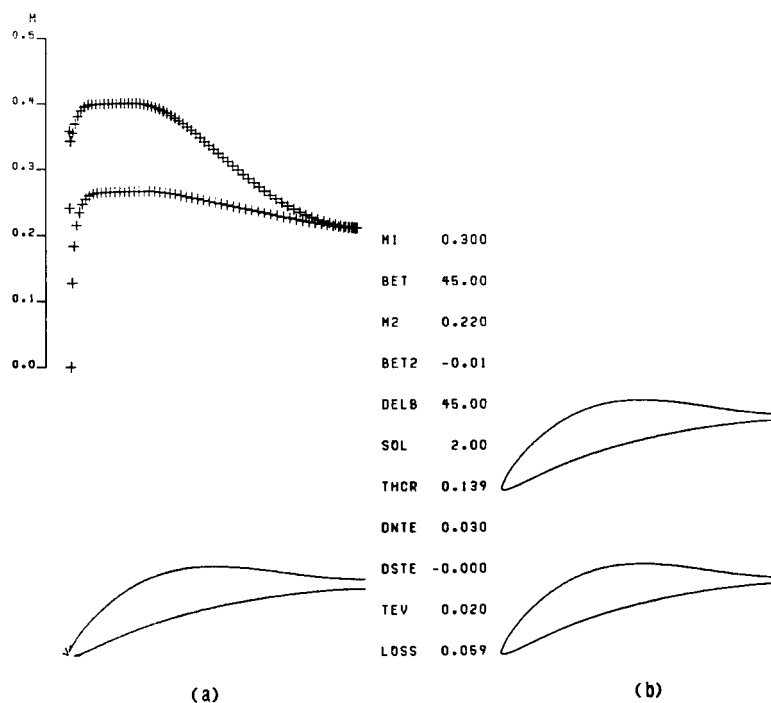 M
0.5
0.4
0.3
0.2
0.1
0.0
M1 0.300
BET 45.00
M2 0.220
BET2 -0.01
DELB 45.00
SOL 2.00
THCR 0.139
DNTE 0.030
DSTE -0.000
TEV 0.020
LOSS 0.059
(a) (b)